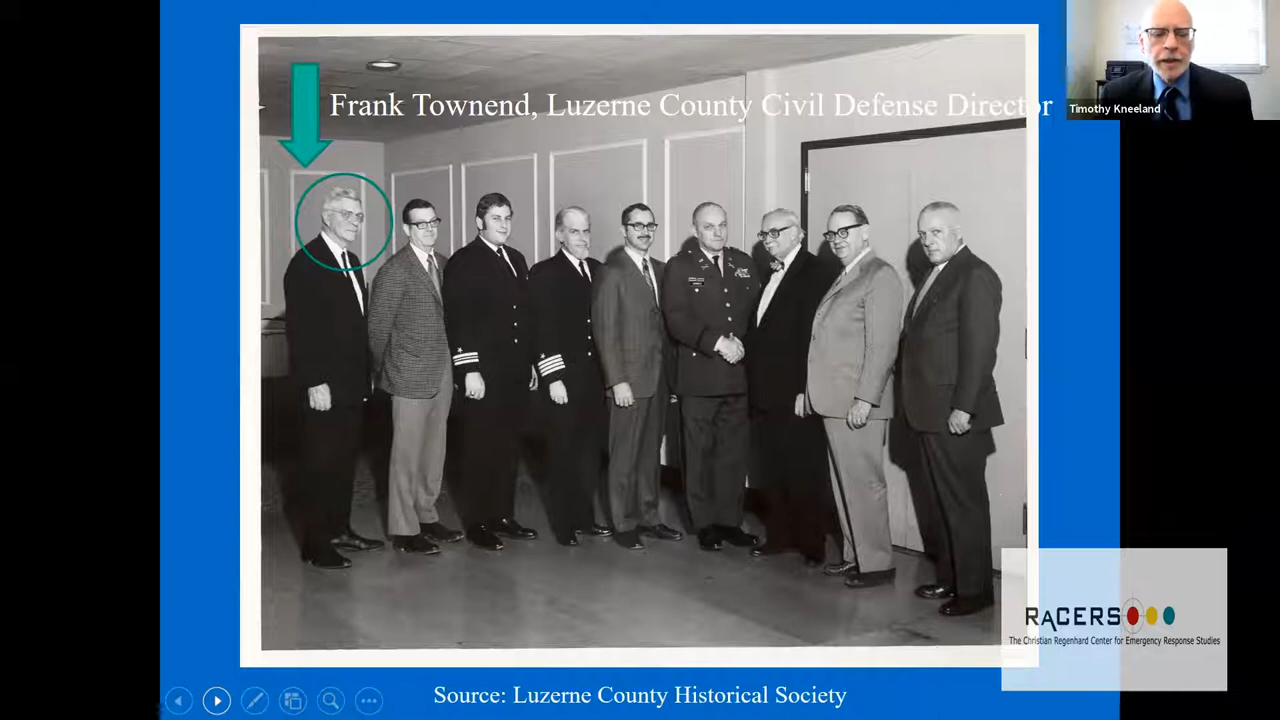 Frank Townend, Luzerne County Civil Defense Director
Timothy Kneeland
RACERS
The Christian Regenhard Center for Emergency Response Studies
Source: Luzerne County Historical Society